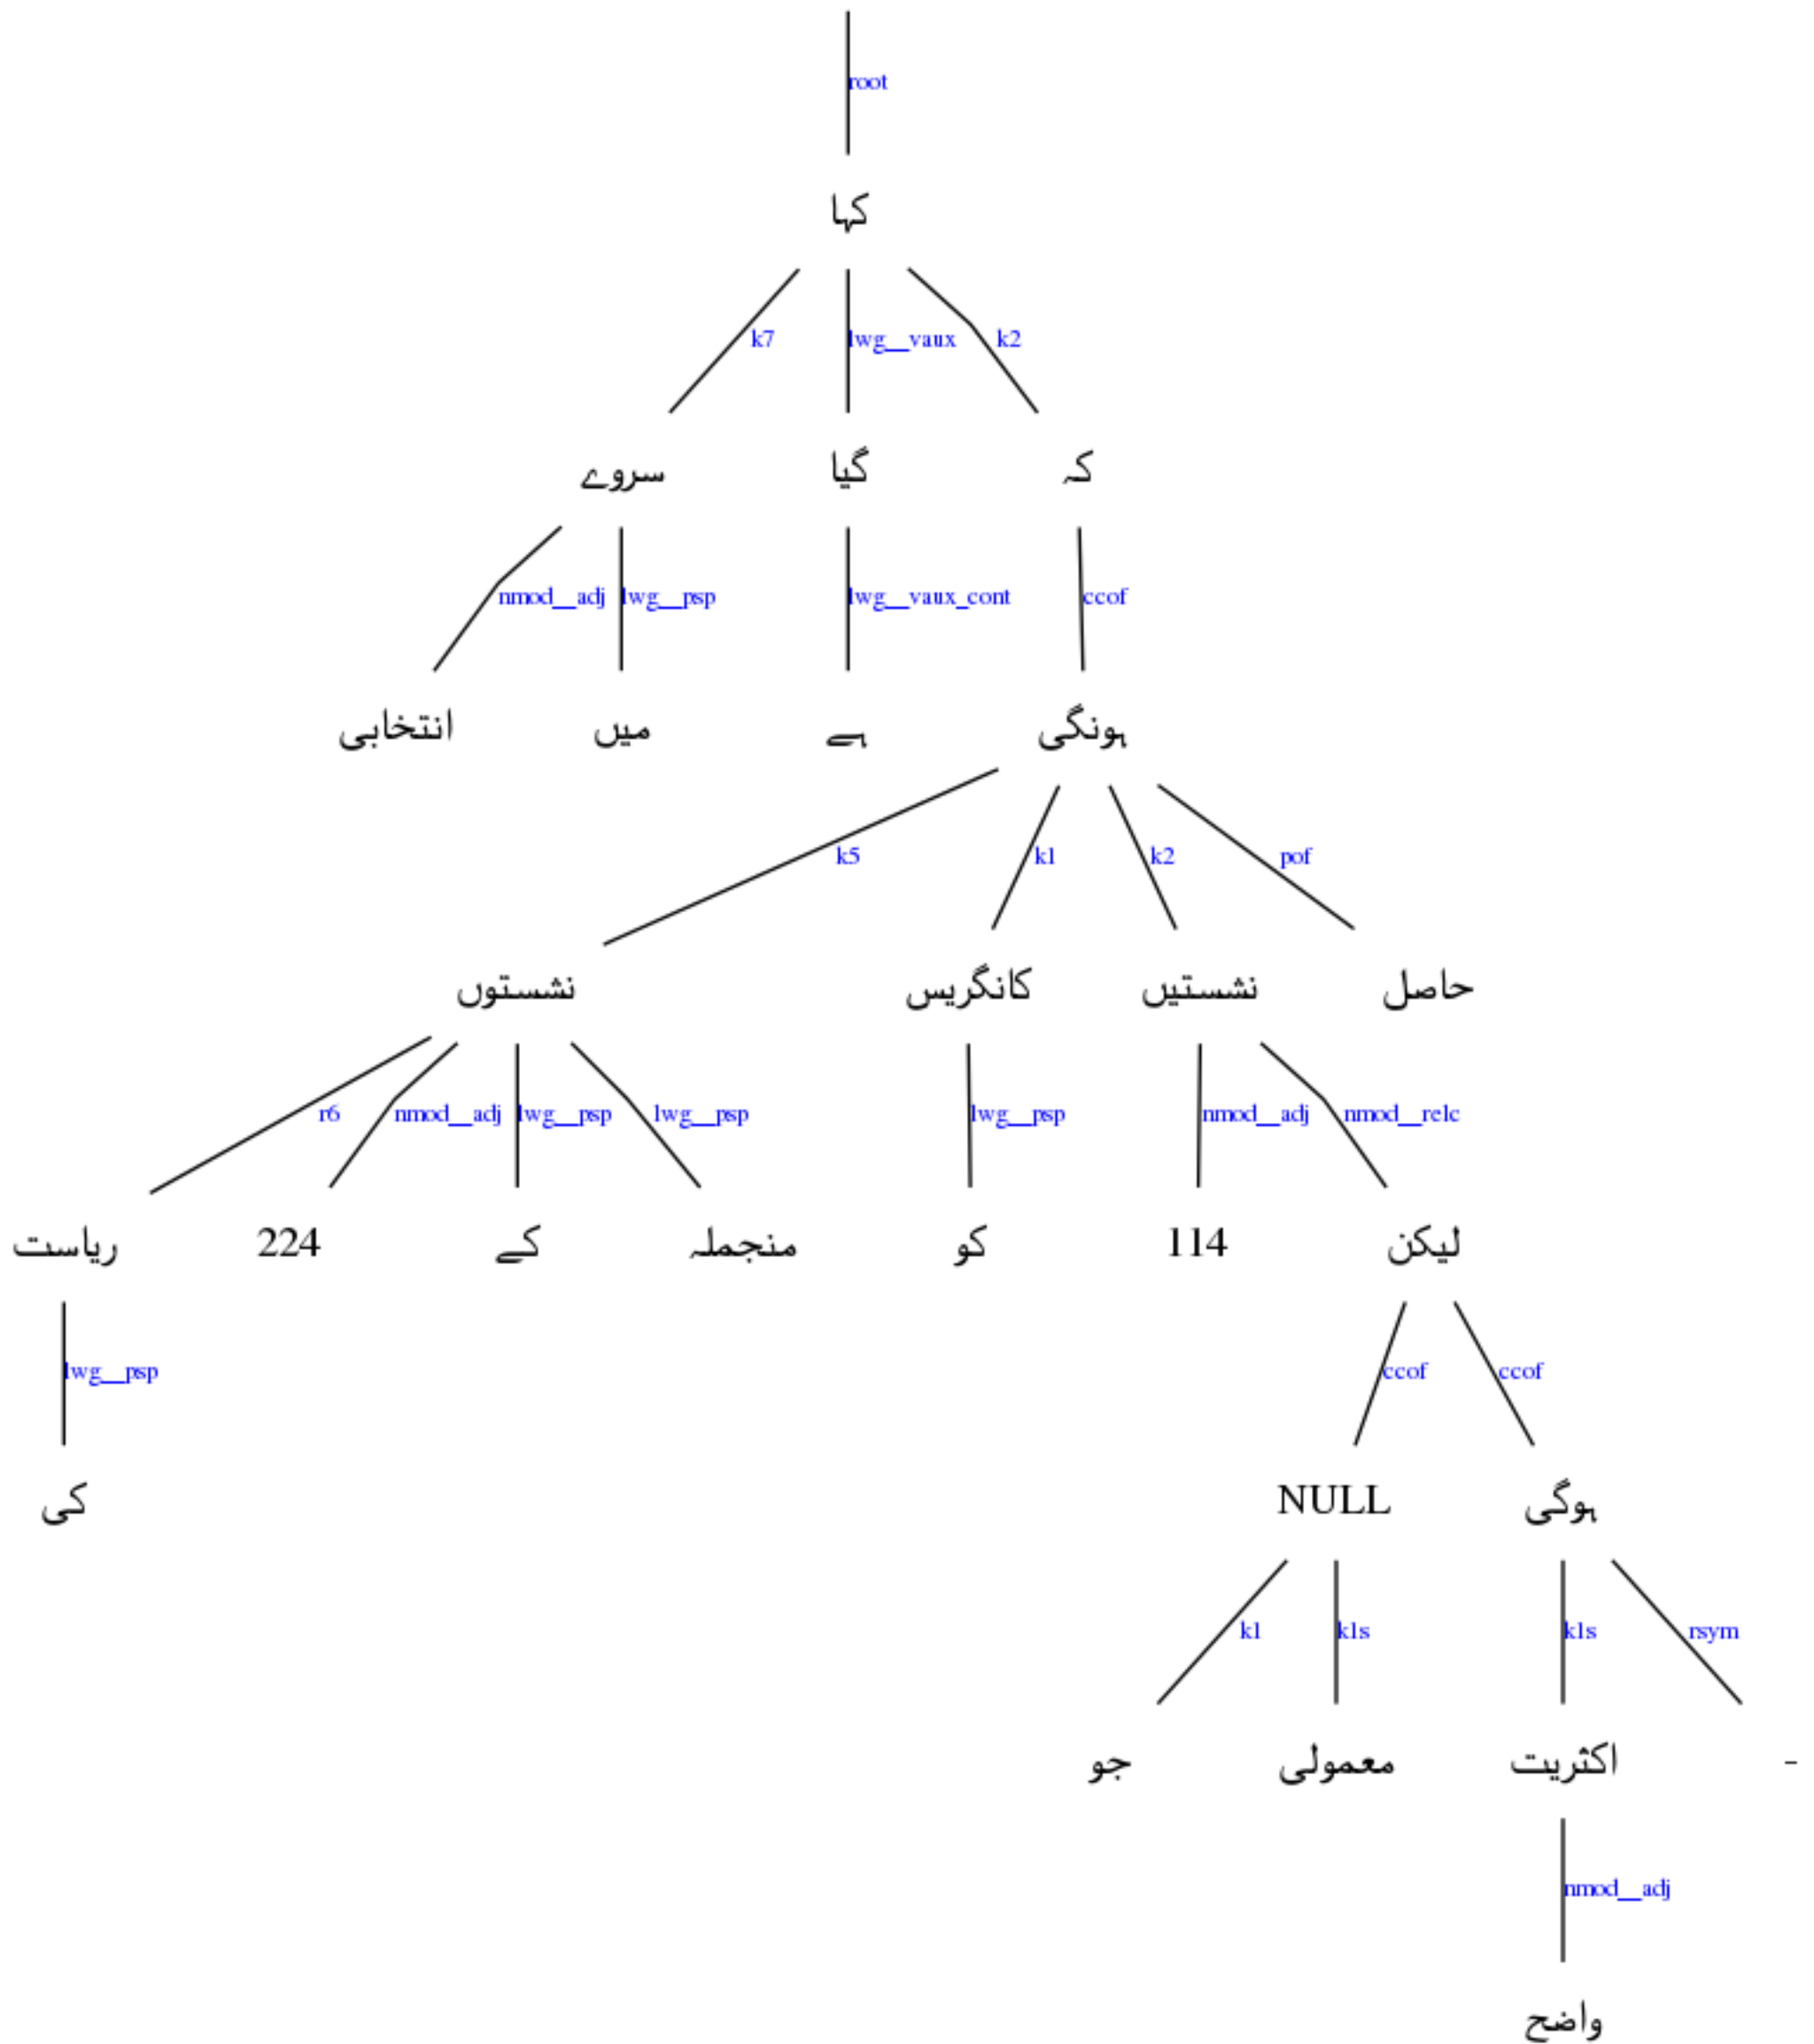 root
کہا
k7 lwg__vaux k2
سروے گیا کہ
nmod__adj lwg__psp lwg__vaux_cont ccof
انتخابی میں ہے ہونگی
k5 k1 k2 pof
نشستوں کانگریس نشستیں حاصل
r6 nmod__adj lwg__psp lwg__psp lwg__psp nmod__adj nmod__relc
ریاست 224 کے منجملہ کو 114 لیکن
lwg__psp ccof ccof
کی NULL ہوگی
k1 k1s k1s rsym
جو معمولی اکثریت -
nmod__adj
واضح